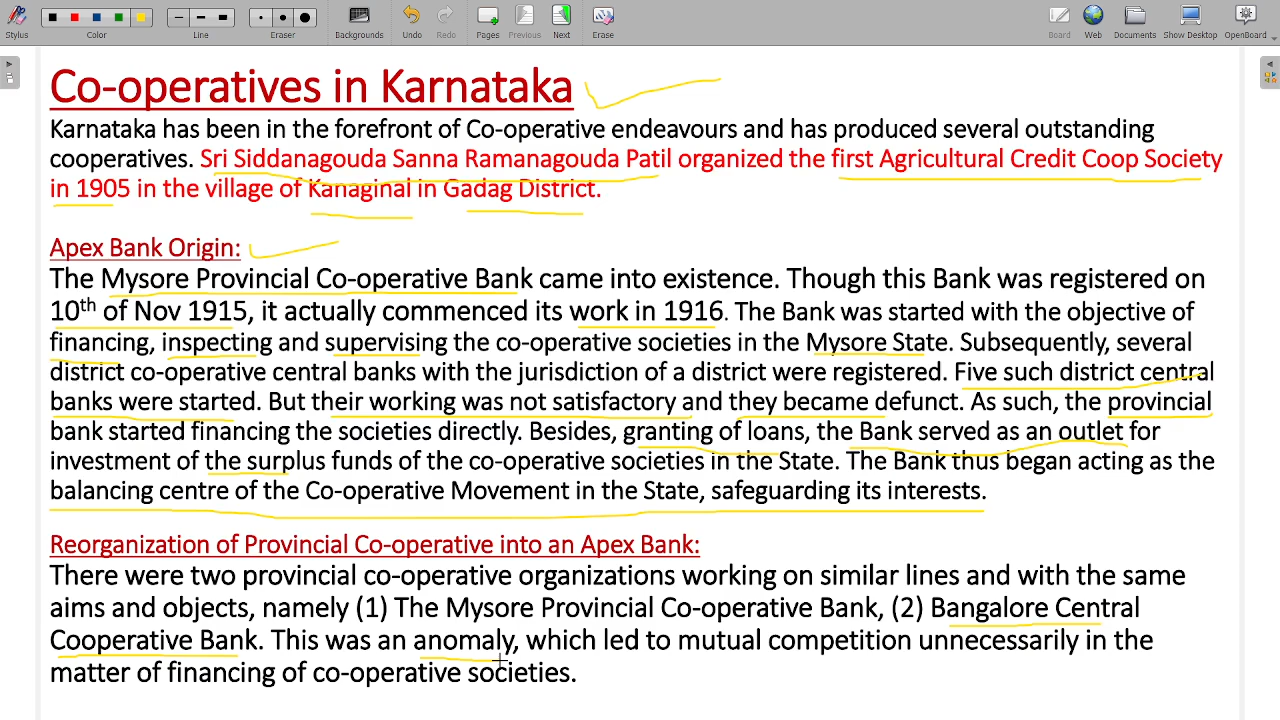 Stylus Color Line Eraser Backgrounds Undo Redo Pages Previous Next Erase Board Web Documents Show Desktop OpenBoard
Co-operatives in Karnataka
Karnataka has been in the forefront of Co-operative endeavours and has produced several outstanding
cooperatives. Sri Siddanagouda Sanna Ramanagouda Patil organized the first Agricultural Credit Coop Society
in 1905 in the village of Kanaginal in Gadag District.
Apex Bank Origin:
The Mysore Provincial Co-operative Bank came into existence. Though this Bank was registered on
10th of Nov 1915, it actually commenced its work in 1916. The Bank was started with the objective of
financing, inspecting and supervising the co-operative societies in the Mysore State. Subsequently, several
district co-operative central banks with the jurisdiction of a district were registered. Five such district central
banks were started. But their working was not satisfactory and they became defunct. As such, the provincial
bank started financing the societies directly. Besides, granting of loans, the Bank served as an outlet for
investment of the surplus funds of the co-operative societies in the State. The Bank thus began acting as the
balancing centre of the Co-operative Movement in the State, safeguarding its interests.
Reorganization of Provincial Co-operative into an Apex Bank:
There were two provincial co-operative organizations working on similar lines and with the same
aims and objects, namely (1) The Mysore Provincial Co-operative Bank, (2) Bangalore Central
Cooperative Bank. This was an anomaly, which led to mutual competition unnecessarily in the
matter of financing of co-operative societies.